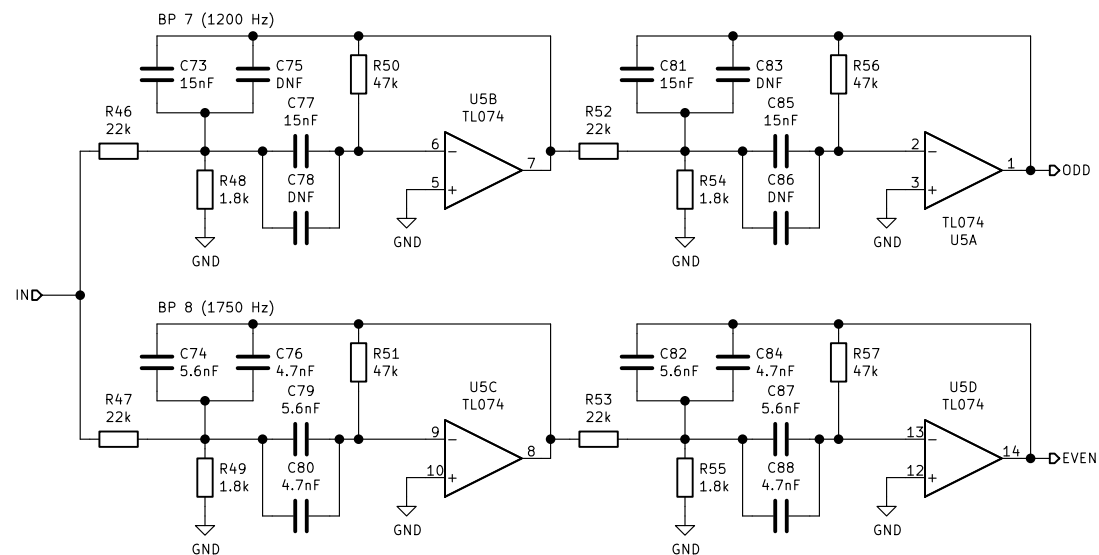 BP 7 (1200 Hz)
C73
15nF
C75
DNF
R50
47k
C81
15nF
C83
DNF
R56
47k
R46
22k
C77
15nF
U5B
TL074
R52
22k
C85
15nF
6
7
2
1
ODD
R48
1.8k
C78
DNF
5
R54
1.8k
C86
DNF
3
GND
GND
GND
GND
TL074
U5A
IN
BP 8 (1750 Hz)
C74
5.6nF
C76
4.7nF
R51
47k
C82
5.6nF
C84
4.7nF
R57
47k
R47
22k
C79
5.6nF
U5C
TL074
R53
22k
C87
5.6nF
U5D
TL074
9
8
13
14
EVEN
R49
1.8k
C80
4.7nF
10
R55
1.8k
C88
4.7nF
12
GND
GND
GND
GND